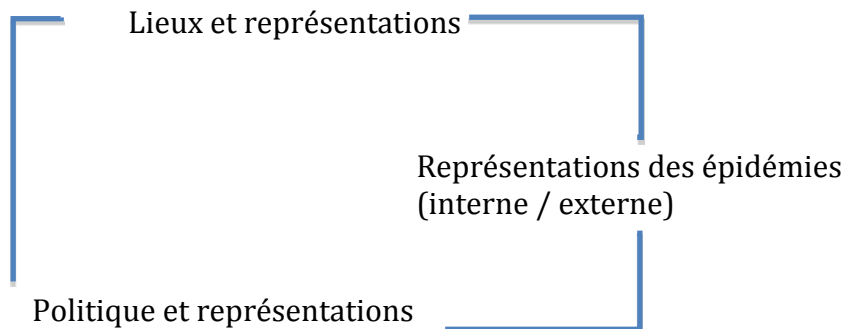 Lieux et représentations
Représentations des épidémies
(interne / externe)
Politique et représentations